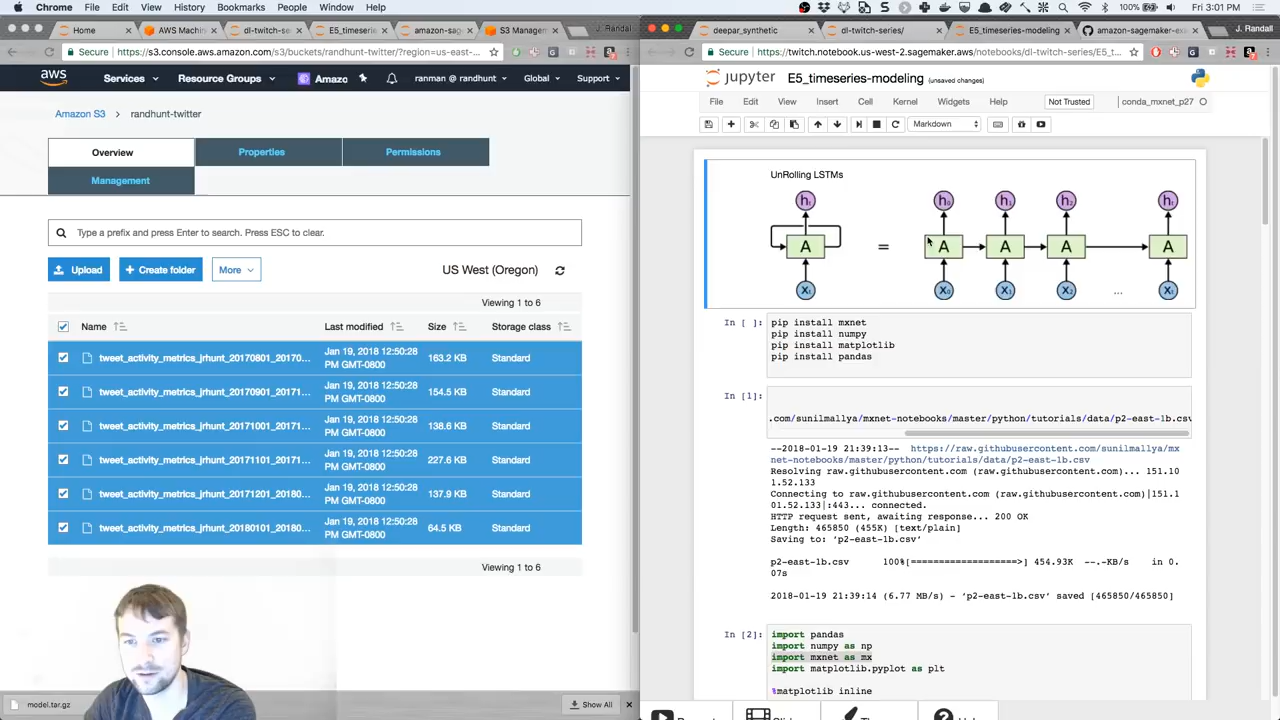 Chrome File Edit View History Bookmarks People Window Help
100% Fri 3:01 PM
Home
AWS Machin
dl-twitch-serie
E5_timeseries
amazon-sag
S3 Manager
J. Randall
Secure https://s3.console.aws.amazon.com/s3/buckets/randhunt-twitter/?region=us-east-
aws Services Resource Groups Amazo ranman @ randhunt Global Support
Amazon S3 randhunt-twitter
Overview Properties Permissions
Management
Type a prefix and press Enter to search. Press ESC to clear.
Upload Create folder More US West (Oregon)
Viewing 1 to 6
Name Last modified Size Storage class
tweet_activity_metrics_jrhunt_20170801_20170... Jan 19, 2018 12:50:28 PM GMT-0800 163.2 KB Standard
tweet_activity_metrics_jrhunt_20170901_20171... Jan 19, 2018 12:50:28 PM GMT-0800 154.5 KB Standard
tweet_activity_metrics_jrhunt_20171001_20171... Jan 19, 2018 12:50:28 PM GMT-0800 138.6 KB Standard
tweet_activity_metrics_jrhunt_20171101_20171... Jan 19, 2018 12:50:28 PM GMT-0800 227.6 KB Standard
tweet_activity_metrics_jrhunt_20171201_20180... Jan 19, 2018 12:50:28 PM GMT-0800 137.9 KB Standard
tweet_activity_metrics_jrhunt_20180101_20180... Jan 19, 2018 12:50:28 PM GMT-0800 64.5 KB Standard
Viewing 1 to 6
model.tar.gz
Show All
deepar_synthetic
dl-twitch-series/
E5_timeseries-modeling
amazon-sagemaker-exa
J. Randall
Secure https://twitch.notebook.us-west-2.sagemaker.aws/notebooks/dl-twitch-series/E5_t
jupyter E5_timeseries-modeling (unsaved changes)
File Edit View Insert Cell Kernel Widgets Help Not Trusted conda_mxnet_p27
Markdown
UnRolling LSTMs
A = A A A A
...
In [ ]: pip install mxnet
pip install numpy
pip install matplotlib
pip install pandas
In [1]:
.com/sunilmallya/mxnet-notebooks/master/python/tutorials/data/p2-east-1b.csv
--2018-01-19 21:39:13-- https://raw.githubusercontent.com/sunilmallya/mx
net-notebooks/master/python/tutorials/data/p2-east-1b.csv
Resolving raw.githubusercontent.com (raw.githubusercontent.com)... 151.10
1.52.133
Connecting to raw.githubusercontent.com (raw.githubusercontent.com)|151.1
01.52.133|:443... connected.
HTTP request sent, awaiting response... 200 OK
Length: 465850 (455K) [text/plain]
Saving to: ‘p2-east-1b.csv’
p2-east-1b.csv 100%[===================>] 454.93K --.-KB/s in 0.
07s
2018-01-19 21:39:14 (6.77 MB/s) - ‘p2-east-1b.csv’ saved [465850/465850]
In [2]: import pandas
import numpy as np
import mxnet as mx
import matplotlib.pyplot as plt
%matplotlib inline